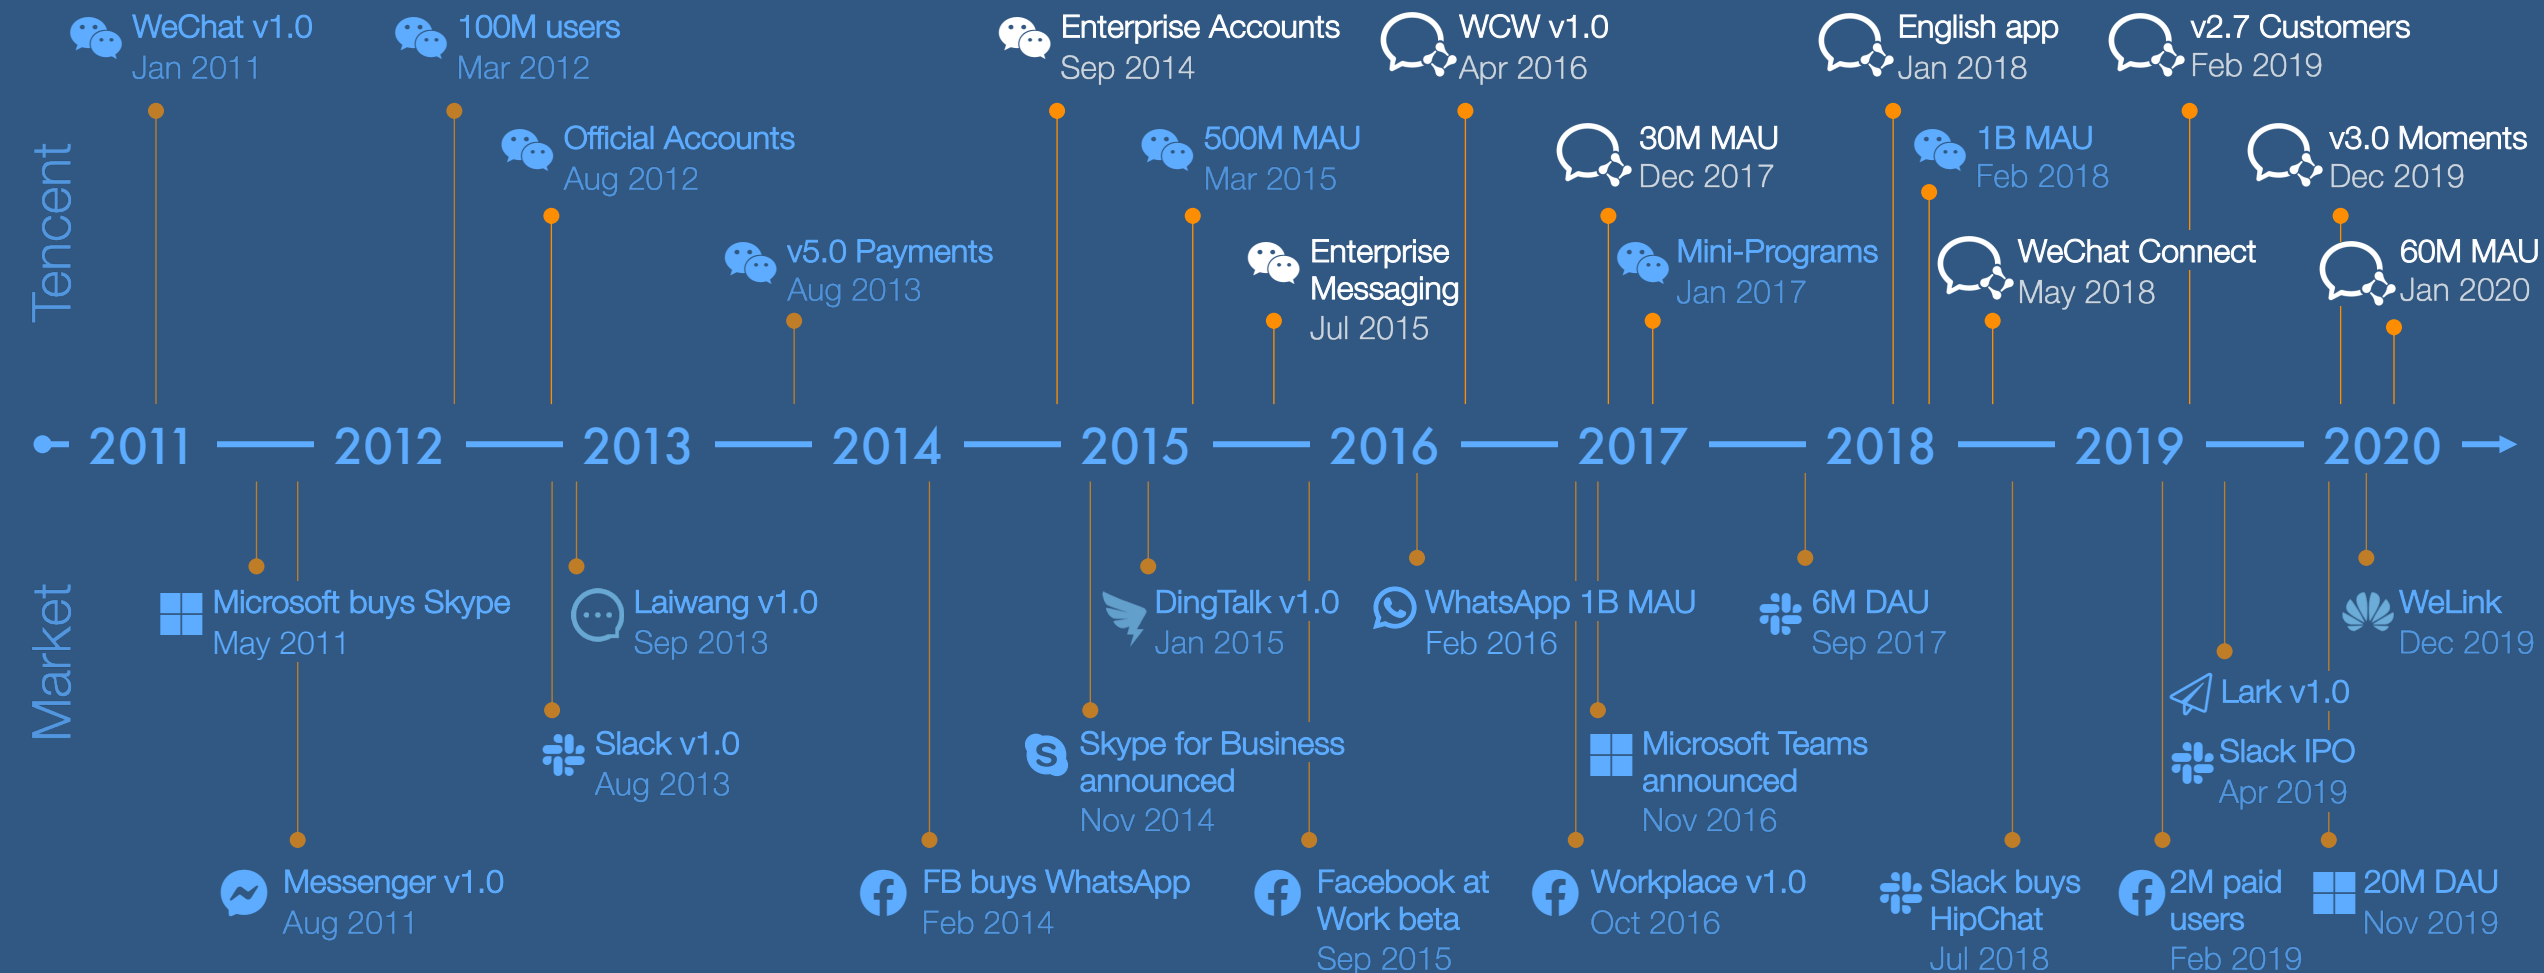 Tencent
WeChat v1.0
Jan 2011
100M users
Mar 2012
Official Accounts
Aug 2012
v5.0 Payments
Aug 2013
Enterprise Accounts
Sep 2014
500M MAU
Mar 2015
Enterprise
Messaging
Jul 2015
WCW v1.0
Apr 2016
30M MAU
Dec 2017
Mini-Programs
Jan 2017
English app
Jan 2018
1B MAU
Feb 2018
WeChat Connect
May 2018
v2.7 Customers
Feb 2019
v3.0 Moments
Dec 2019
60M MAU
Jan 2020
2011
2012
2013
2014
2015
2016
2017
2018
2019
2020
Market
Microsoft buys Skype
May 2011
Messenger v1.0
Aug 2011
Laiwang v1.0
Sep 2013
Slack v1.0
Aug 2013
FB buys WhatsApp
Feb 2014
Skype for Business
announced
Nov 2014
DingTalk v1.0
Jan 2015
Facebook at
Work beta
Sep 2015
WhatsApp 1B MAU
Feb 2016
Workplace v1.0
Oct 2016
Microsoft Teams
announced
Nov 2016
6M DAU
Sep 2017
Slack buys
HipChat
Jul 2018
2M paid
users
Feb 2019
Lark v1.0
Slack IPO
Apr 2019
20M DAU
Nov 2019
WeLink
Dec 2019